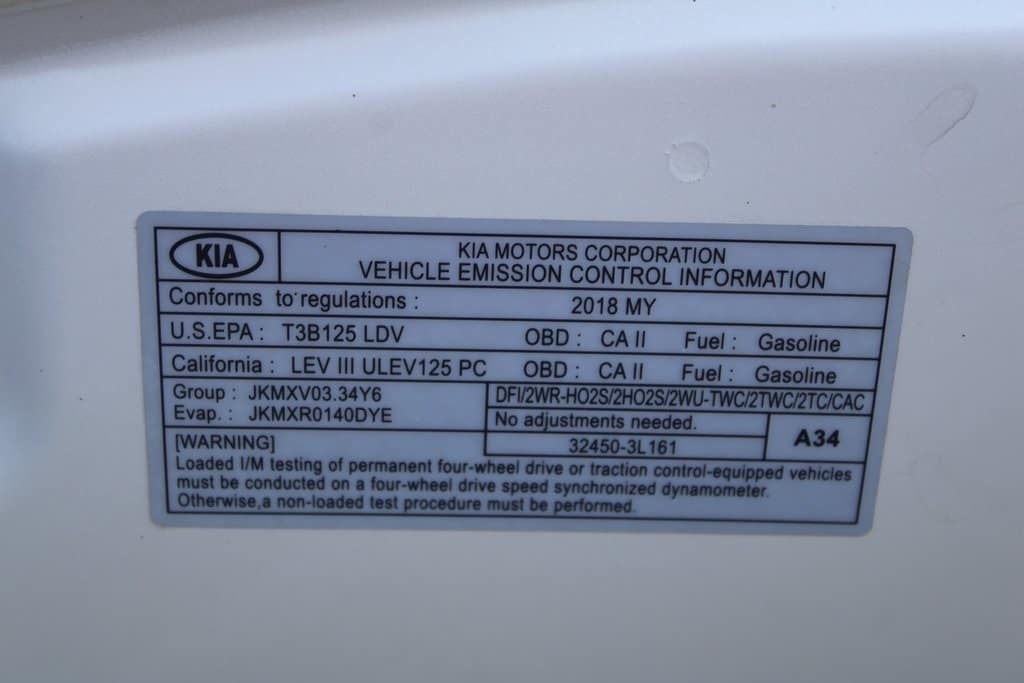 KIA
KIA MOTORS CORPORATION
VEHICLE EMISSION CONTROL INFORMATION
Conforms to regulations : 2018 MY
U.S.EPA : T3B125 LDV OBD : CA II Fuel : Gasoline
California : LEV III ULEV125 PC OBD : CA II Fuel : Gasoline
Group : JKMXV03.34Y6
Evap. : JKMXR0140DYE
DFI/2WR-HO2S/2HO2S/2WU-TWC/2TWC/2TC/CAC
No adjustments needed.
32450-3L161
A34
[WARNING]
Loaded I/M testing of permanent four-wheel drive or traction control-equipped vehicles
must be conducted on a four-wheel drive speed synchronized dynamometer.
Otherwise,a non-loaded test procedure must be performed.